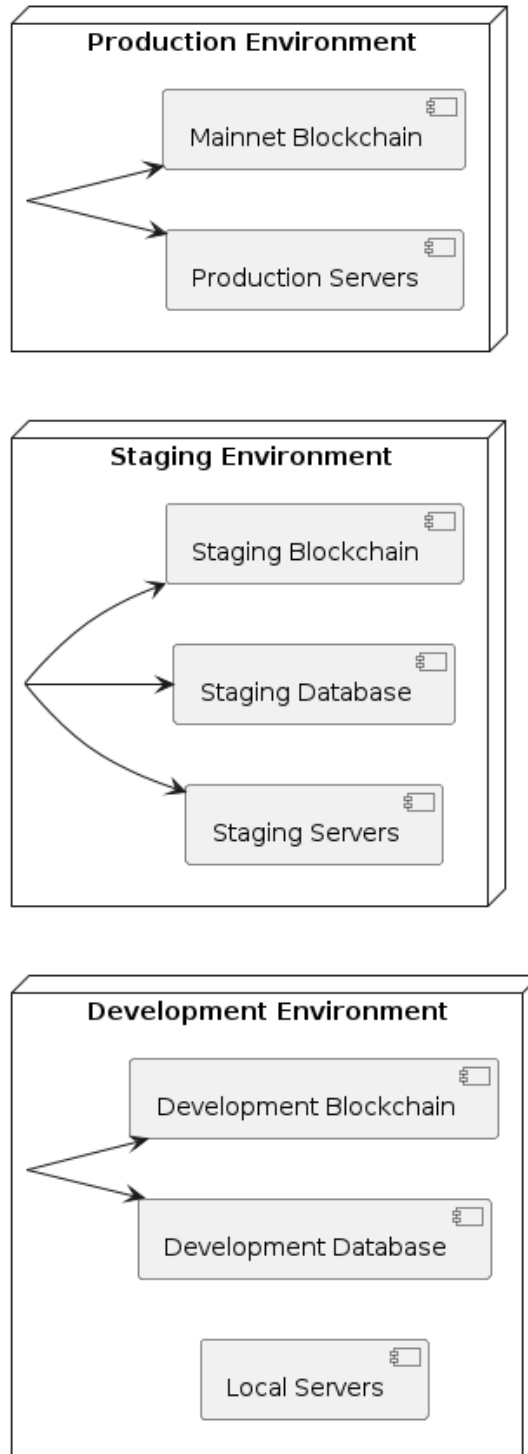 Production Environment
Mainnet Blockchain
Production Servers
Staging Environment
Staging Blockchain
Staging Database
Staging Servers
Development Environment
Development Blockchain
Development Database
Local Servers